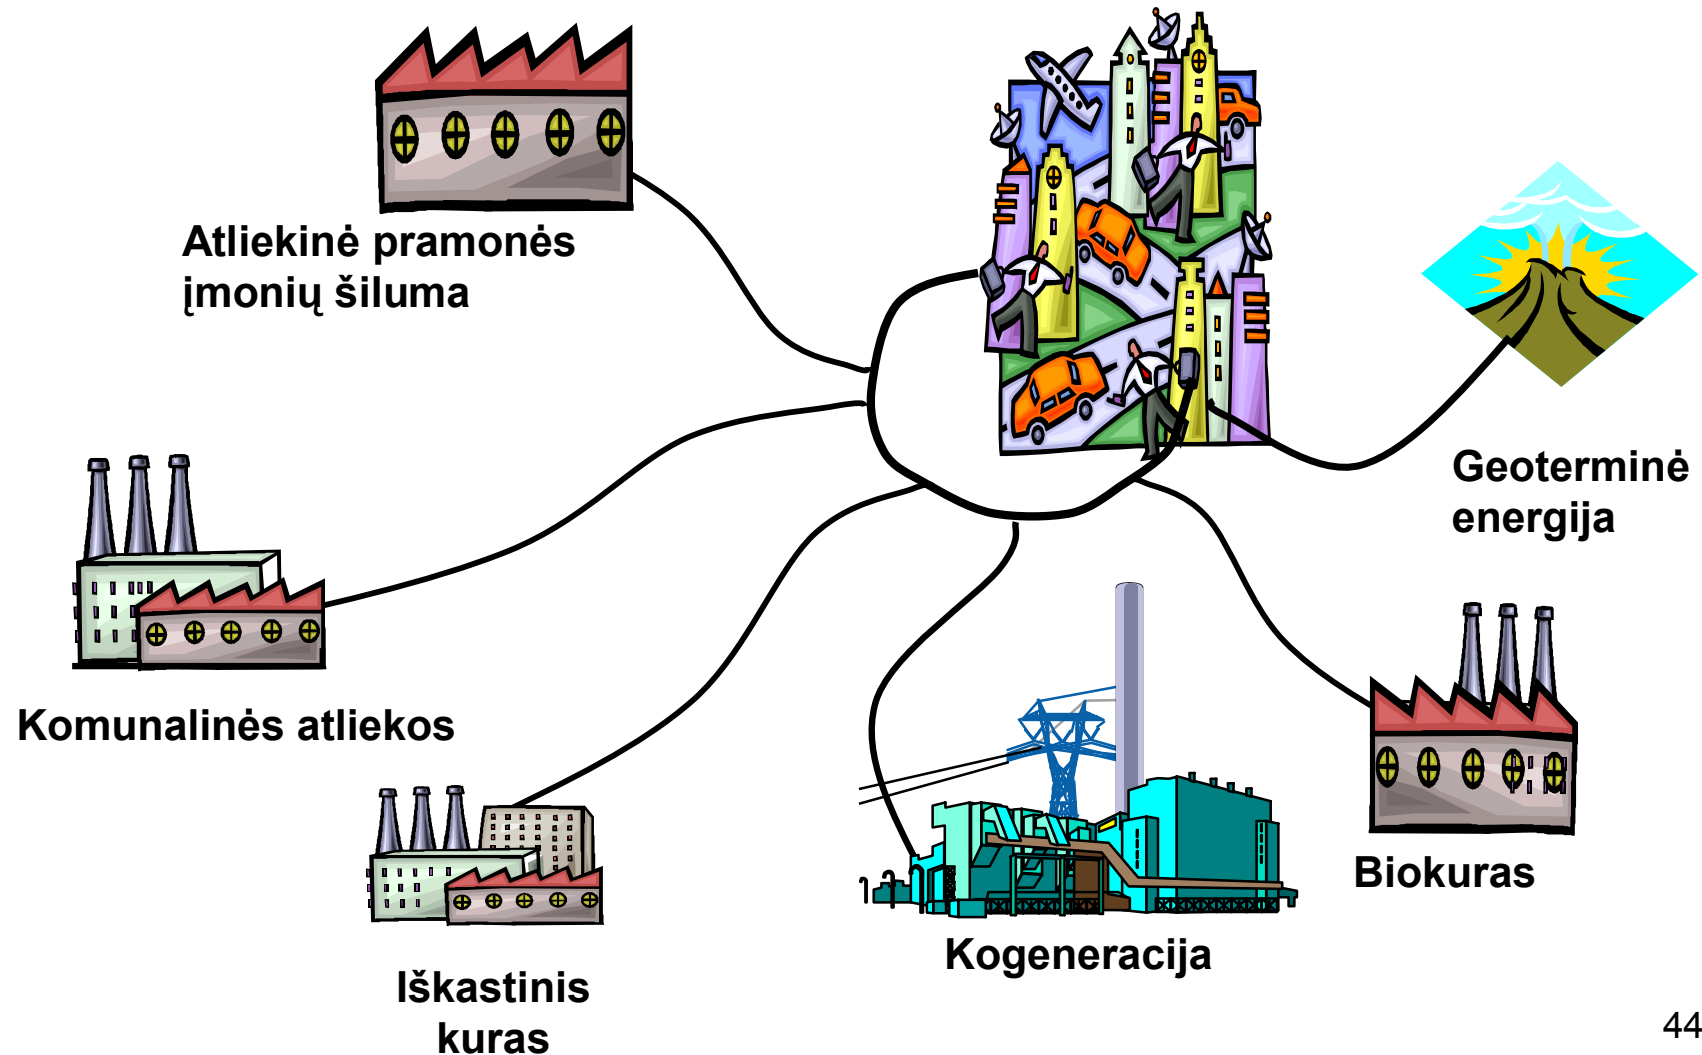 Atliekinė pramonės
įmonių šiluma
Geoterminė
energija
Komunalinės atliekos
Biokuras
Kogeneracija
Iškastinis
kuras
44